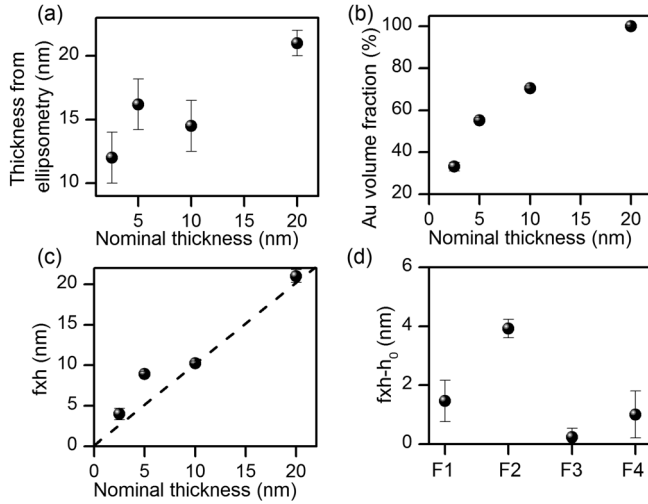 (a)
Thickness from
ellipsometry (nm)
20
15
10
5 10 15 20
Nominal thickness (nm)
(b)
Au volume fraction (%)
100
80
60
40
20
0 5 10 15 20
Nominal thickness (nm)
(c)
fxh (nm)
20
15
10
5
0
0 5 10 15 20
Nominal thickness (nm)
(d)
fxh-h₀ (nm)
6
4
2
0
F1 F2 F3 F4